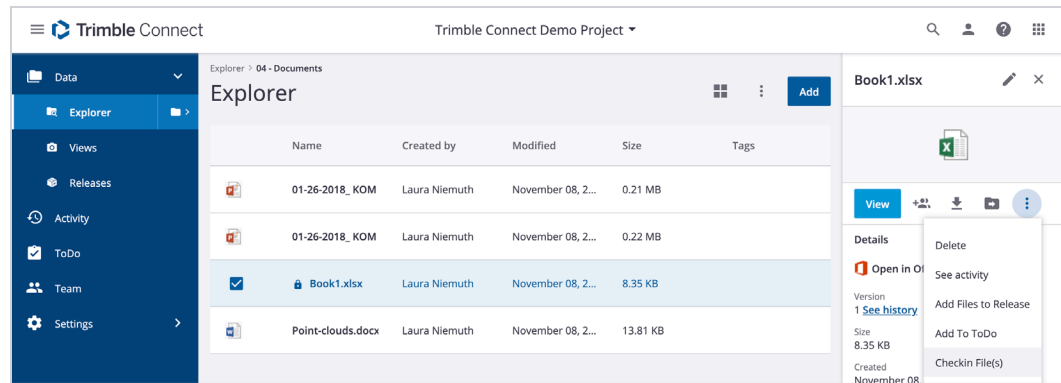 Trimble Connect
Trimble Connect Demo Project
Data
Explorer
Views
Releases
Activity
ToDo
Team
Settings
Explorer > 04 - Documents
Explorer
Add
Name Created by Modified Size Tags
01-26-2018_ KOM Laura Niemuth November 08, 2... 0.21 MB
01-26-2018_ KOM Laura Niemuth November 08, 2... 0.22 MB
Book1.xlsx Laura Niemuth November 08, 2... 8.35 KB
Point-clouds.docx Laura Niemuth November 08, 2... 13.81 KB
Book1.xlsx
View
Details
Open in Of
Version
1 See history
Size
8.35 KB
Created
November 08
Delete
See activity
Add Files to Release
Add To ToDo
Checkin File(s)